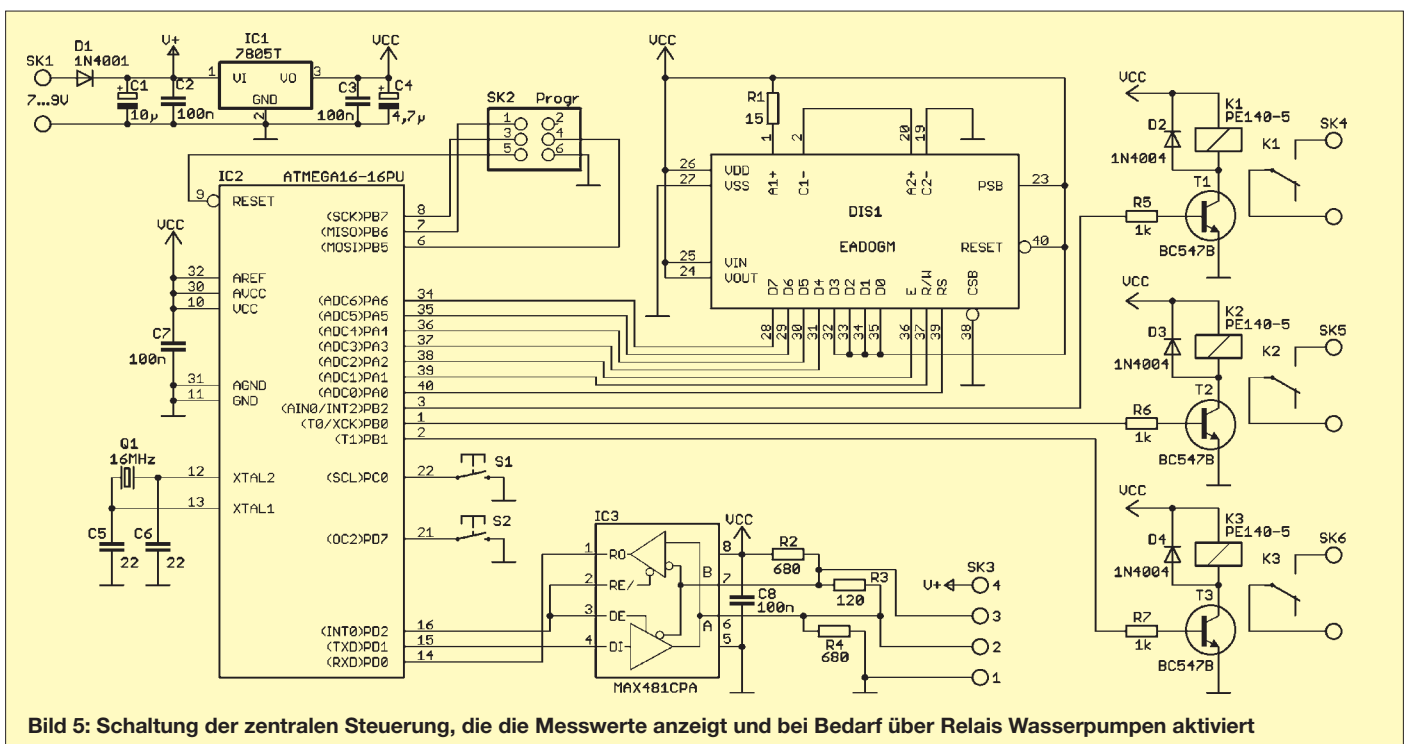 D1
1N4001
SK1
7...9V
V+
IC1
7805T
1 VI VO 3
GND
2
C1
10µ
C2
100n
C3
100n
C4
4,7µ
VCC
SK2 Progr
1 2
3 4
5 6
IC2 ATMEGA16-16PU
9 RESET
VCC
32 AREF
30 AVCC
10 VCC
C7
100n
31 AGND
11 GND
Q1
16MHz
12 XTAL2
13 XTAL1
C5
22
C6
22
(SCK)PB7 8
(MISO)PB6 7
(MOSI)PB5 6
(ADC6)PA6 34
(ADC5)PA5 35
(ADC4)PA4 36
(ADC3)PA3 37
(ADC2)PA2 38
(ADC1)PA1 39
(ADC0)PA0 40
(AIN0/INT2)PB2 3
(T0/XCK)PB0 1
(T1)PB1 2
(SCL)PC0 22
S1
(OC2)PD7 21
S2
(INT0)PD2 16
(TXD)PD1 15
(RXD)PD0 14
VCC
R1
15
1 2 20 19
A1+ C1- A2+ C2-
26 VDD
27 VSS
25 VIN
24 VOUT
DIS1
EADOGM
PSB 23
RESET 40
D7 D6 D5 D4 D3 D2 D1 D0 E R/W RS CSB
28 29 30 31 32 33 34 35 36 37 39 38
IC3
1 RO
2 RE/
3 DE
4 DI
B
A
8
7
6
5
MAX481CPA
VCC
C8
100n
R2
680
R3
120
R4
680
SK3
V+ 4
3
2
1
VCC
D2
1N4004
K1
PE140-5
K1
SK4
T1
R5
1k
BC547B
VCC
D3
1N4004
K2
PE140-5
K2
SK5
T2
R6
1k
BC547B
VCC
D4
1N4004
K3
PE140-5
K3
SK6
T3
R7
1k
BC547B
Bild 5: Schaltung der zentralen Steuerung, die die Messwerte anzeigt und bei Bedarf über Relais Wasserpumpen aktiviert